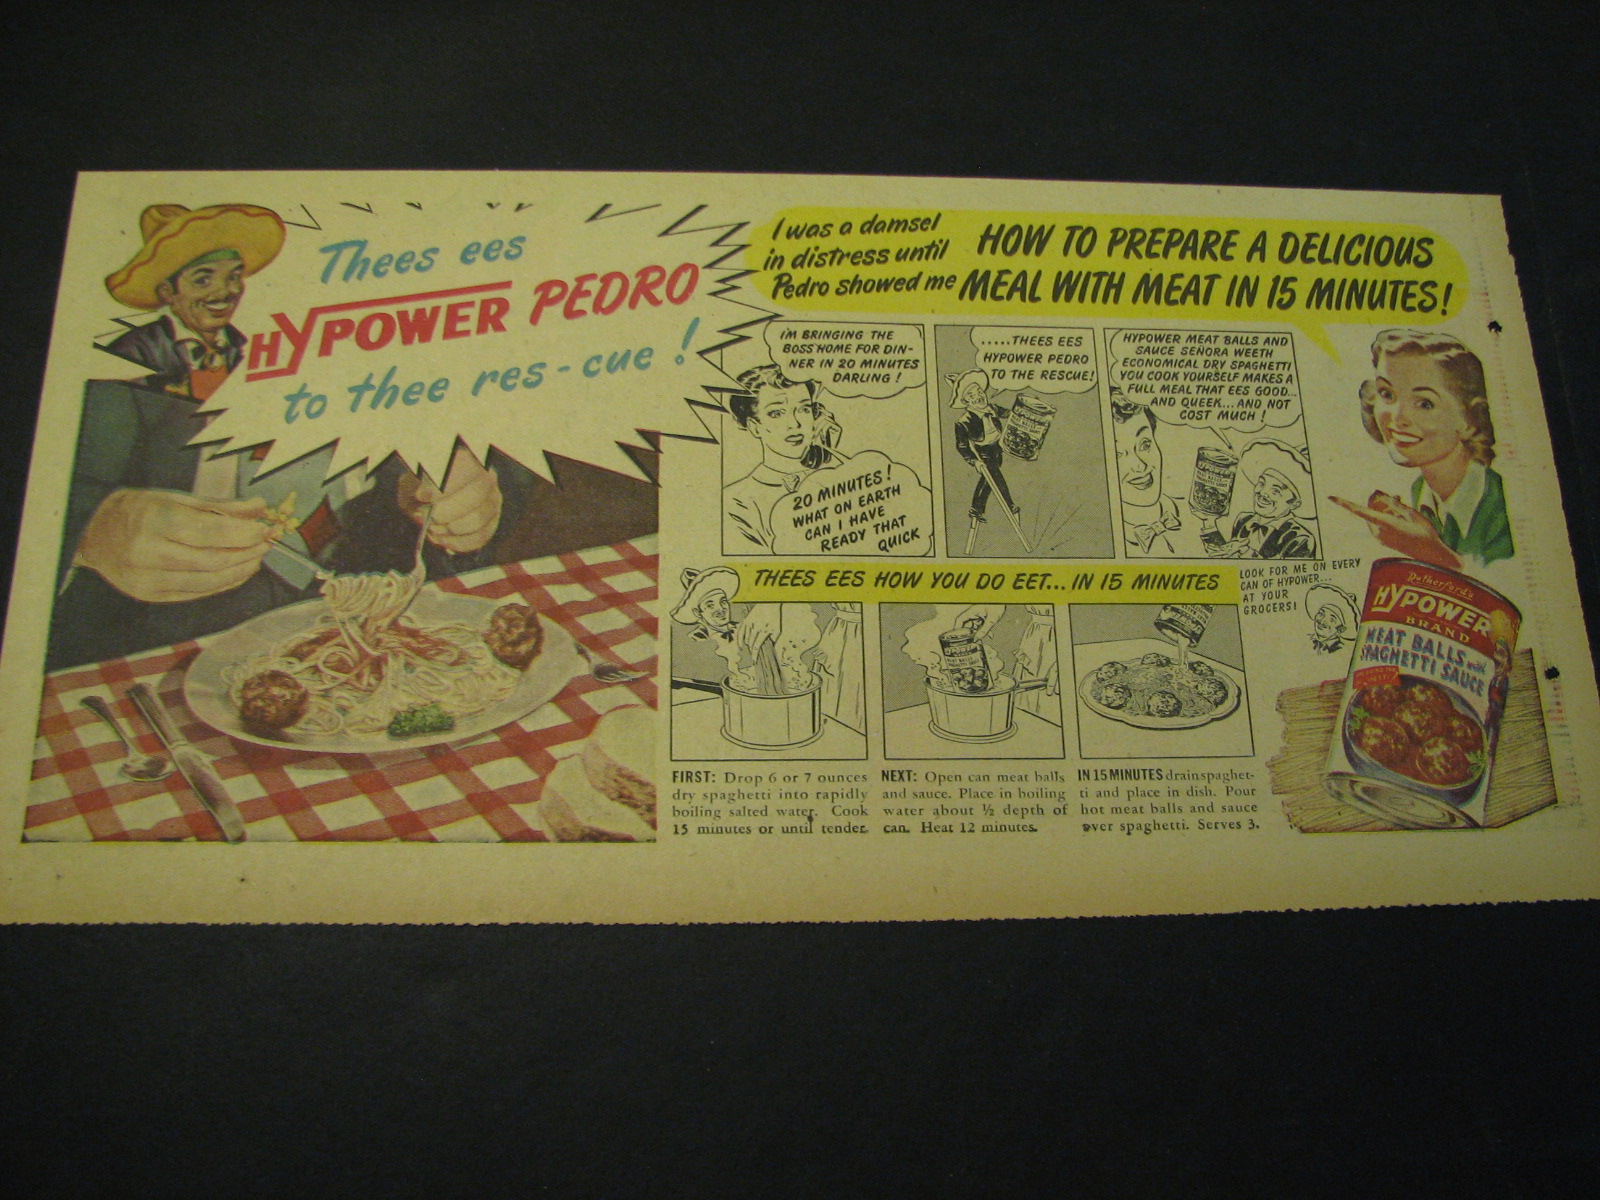 Thees ees
HYPOWER PEDRO
to thee res-cue!
I was a damsel
in distress until
Pedro showed me
HOW TO PREPARE A DELICIOUS
MEAL WITH MEAT IN 15 MINUTES!
I'M BRINGING THE
BOSS HOME FOR DIN-
NER IN 20 MINUTES
DARLING!
20 MINUTES!
WHAT ON EARTH
CAN I HAVE
READY THAT
QUICK
.....THEES EES
HYPOWER PEDRO
TO THE RESCUE!
HYPOWER MEAT BALLS AND
SAUCE SEÑORA WEETH
ECONOMICAL DRY SPAGHETTI
YOU COOK YOURSELF MAKES A
FULL MEAL THAT EES GOOD...
AND QUEEK...AND NOT
COST MUCH!
THEES EES HOW YOU DO EET... IN 15 MINUTES
FIRST: Drop 6 or 7 ounces
dry spaghetti into rapidly
boiling salted water. Cook
15 minutes or until tender.
NEXT: Open can meat balls
and sauce. Place in boiling
water about ½ depth of
can. Heat 12 minutes.
IN 15 MINUTES drain spaghet-
ti and place in dish. Pour
hot meat balls and sauce
over spaghetti. Serves 3.
LOOK FOR ME ON EVERY
CAN OF HYPOWER...
AT YOUR
GROCERS!
Rutherford's
HYPOWER
BRAND
MEAT BALLS with
SPAGHETTI SAUCE